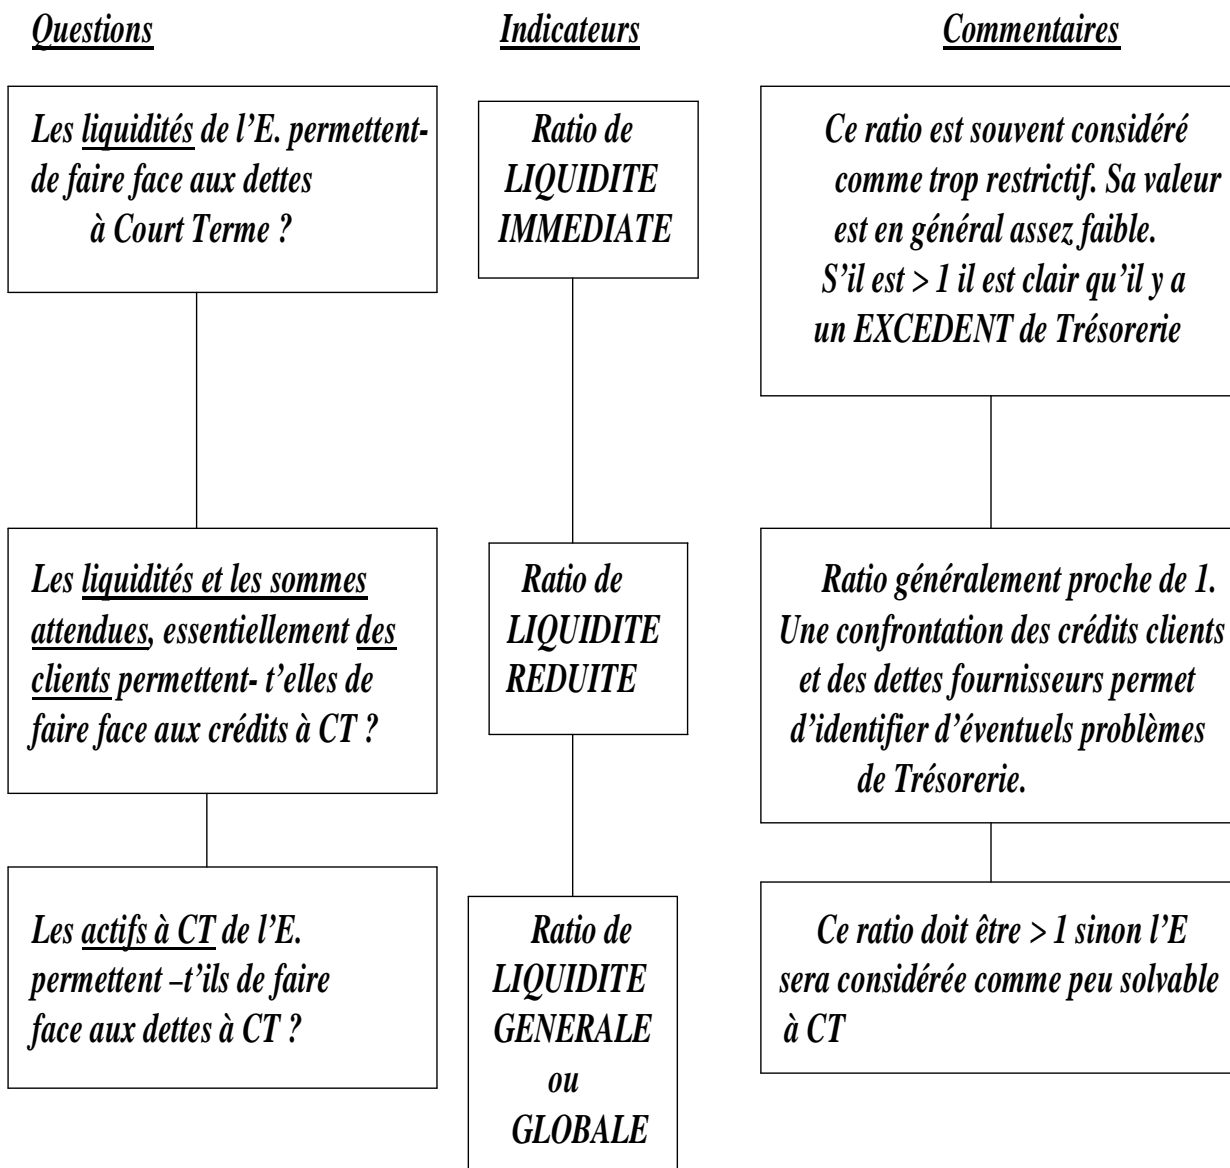 Questions
Indicateurs
Commentaires
Les liquidités de l’E. permettent-
de faire face aux dettes
à Court Terme ?
Ratio de
LIQUIDITE
IMMEDIATE
Ce ratio est souvent considéré
comme trop restrictif. Sa valeur
est en général assez faible.
S’il est > 1 il est clair qu’il y a
un EXCEDENT de Trésorerie
Les liquidités et les sommes
attendues, essentiellement des
clients permettent- t’elles de
faire face aux crédits à CT ?
Ratio de
LIQUIDITE
REDUITE
Ratio généralement proche de 1.
Une confrontation des crédits clients
et des dettes fournisseurs permet
d’identifier d’éventuels problèmes
de Trésorerie.
Les actifs à CT de l’E.
permettent –t’ils de faire
face aux dettes à CT ?
Ratio de
LIQUIDITE
GENERALE
ou
GLOBALE
Ce ratio doit être > 1 sinon l’E
sera considérée comme peu solvable
à CT